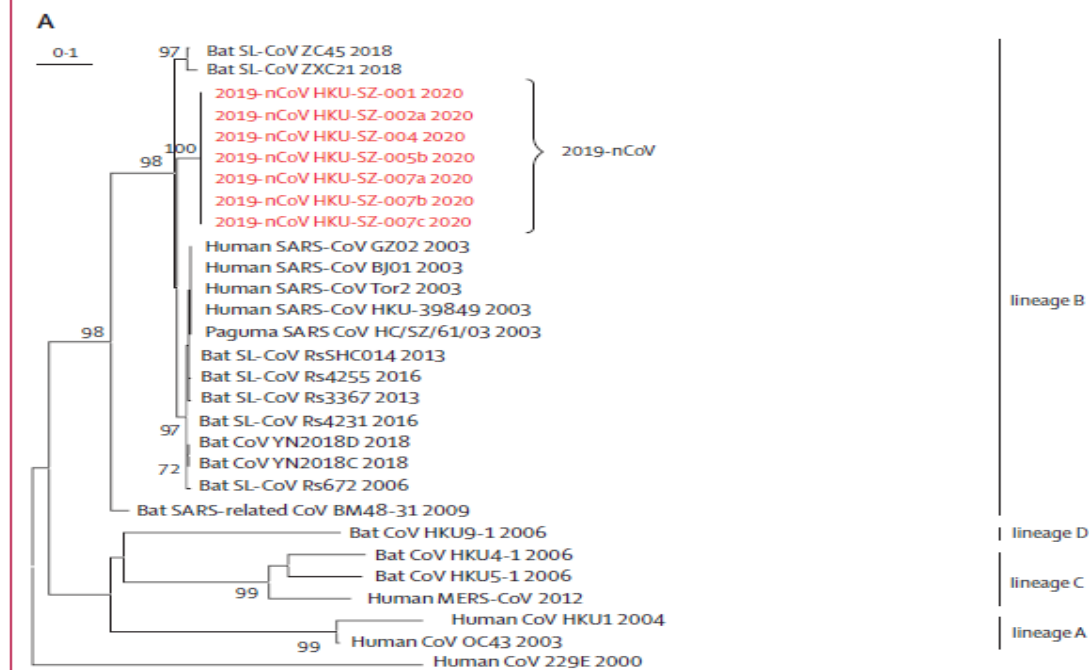 A
0-1
97
Bat SL-CoV ZC45 2018
Bat SL-CoV ZXC21 2018
2019-nCoV HKU-SZ-001 2020
2019-nCoV HKU-SZ-002a 2020
2019-nCoV HKU-SZ-004 2020
100
98
2019-nCoV HKU-SZ-005b 2020
2019-nCoV
2019-nCoV HKU-SZ-007a 2020
2019-nCoV HKU-SZ-007b 2020
2019-nCoV HKU-SZ-007c 2020
Human SARS-CoV GZ02 2003
Human SARS-CoV BJ01 2003
Human SARS-CoV Tor2 2003
lineage B
Human SARS-CoV HKU-39849 2003
98
Paguma SARS CoV HC/SZ/61/03 2003
Bat SL-CoV RsSHC014 2013
Bat SL-CoV Rs4255 2016
Bat SL-CoV Rs3367 2013
Bat SL-CoV Rs4231 2016
97
Bat CoV YN2018D 2018
Bat CoV YN2018C 2018
72
Bat SL-CoV Rs672 2006
Bat SARS-related CoV BM48-31 2009
Bat CoV HKU9-1 2006
lineage D
Bat CoV HKU4-1 2006
Bat CoV HKU5-1 2006
lineage C
99
Human MERS-CoV 2012
Human CoV HKU1 2004
lineage A
99
Human CoV OC43 2003
Human CoV 229E 2000